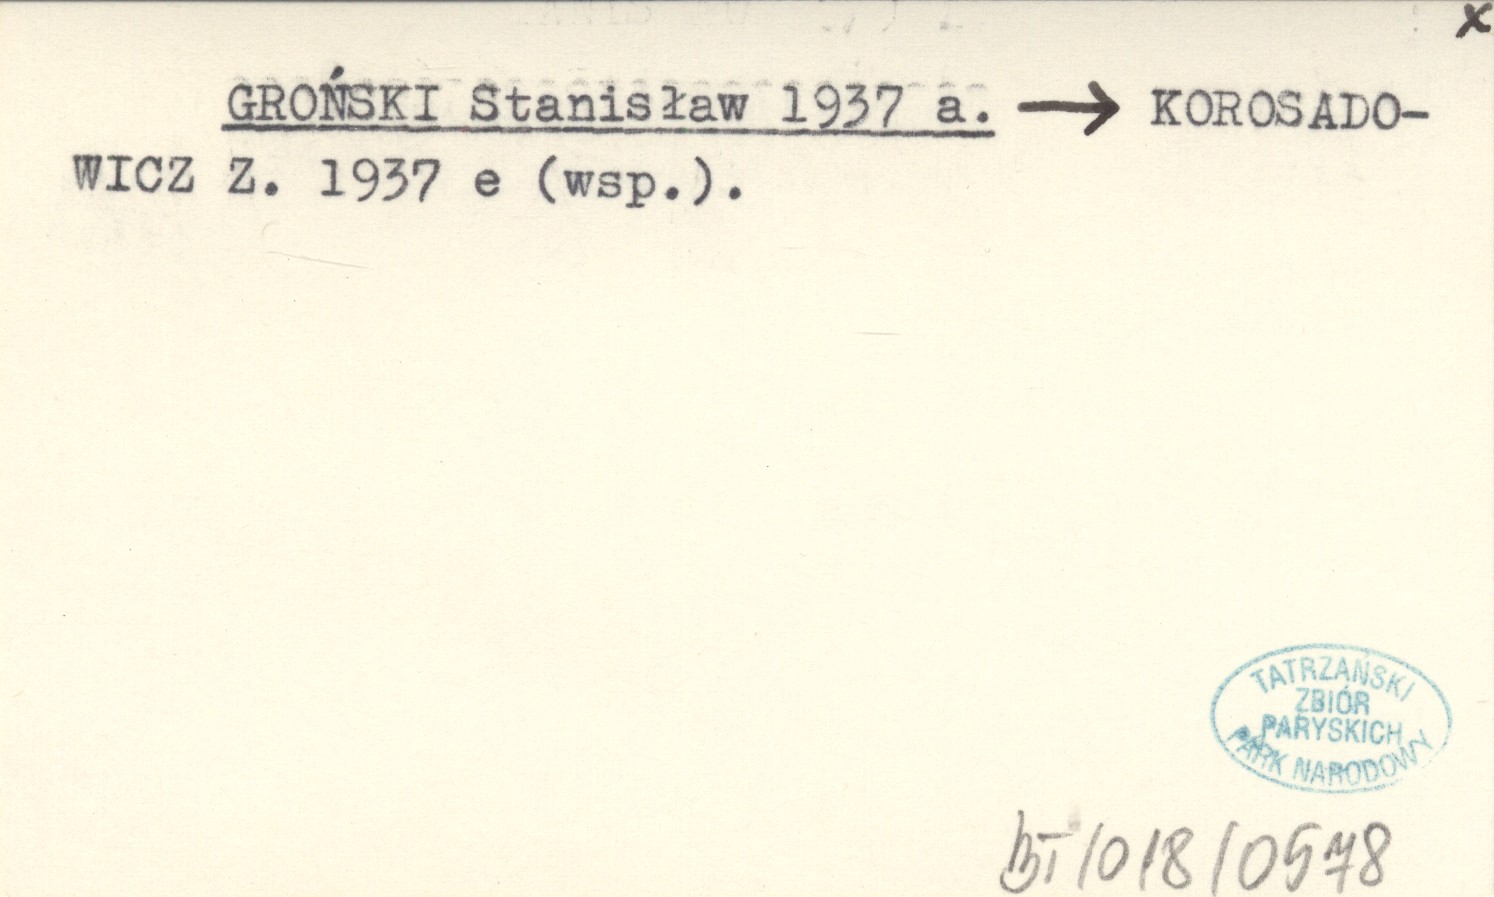 x
GROŃSKI Stanisław 1937 a. → KOROSADO-
WICZ Z. 1937 e (wsp.).
TATRZAŃSKI
ZBIÓR
PARYSKICH
PARK NARODOWY
BT/018/0578